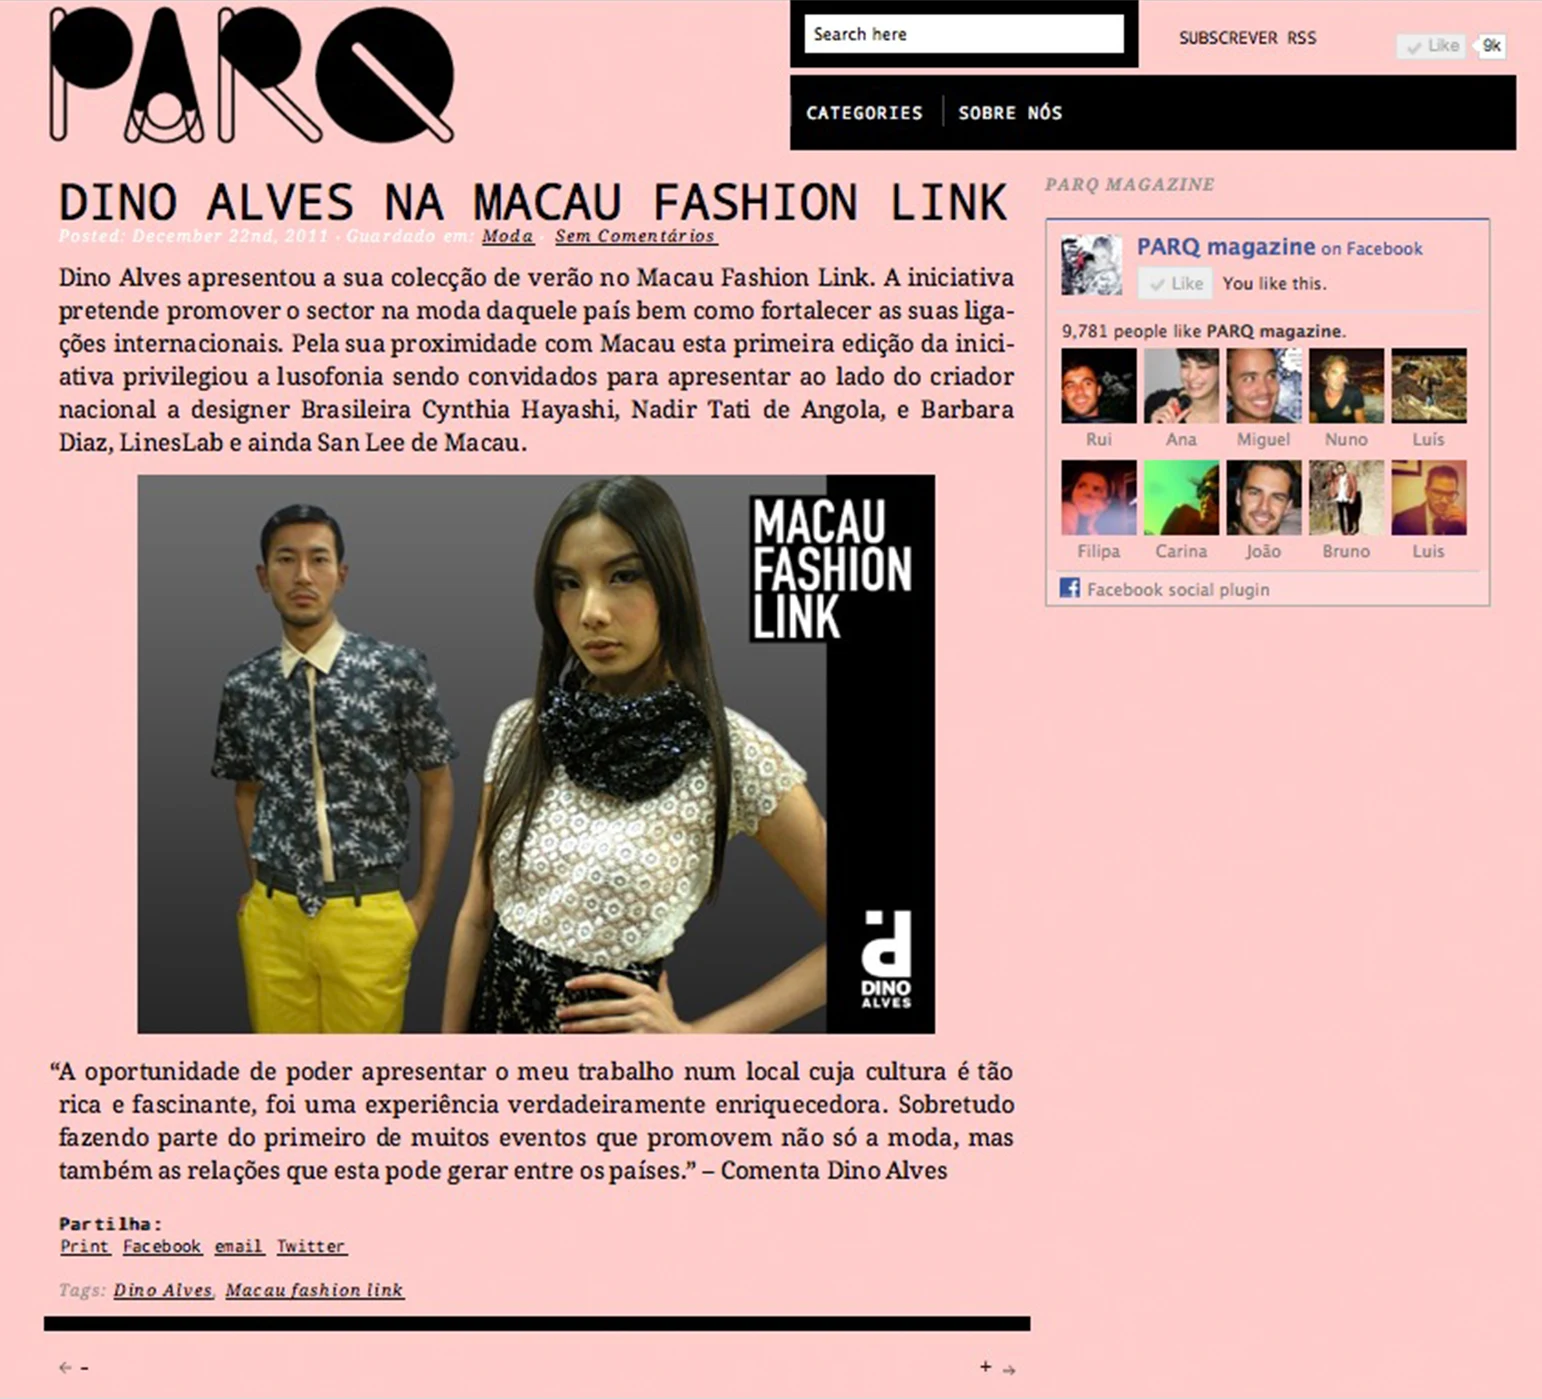 PARQ
Search here
SUBSCREVER RSS
Like 9k
CATEGORIES
SOBRE NÓS
DINO ALVES NA MACAU FASHION LINK
Posted: December 22nd, 2011 · Guardado em: Moda · Sem Comentários
Dino Alves apresentou a sua colecção de verão no Macau Fashion Link. A iniciativa
pretende promover o sector na moda daquele país bem como fortalecer as suas liga-
ções internacionais. Pela sua proximidade com Macau esta primeira edição da inici-
ativa privilegiou a lusofonia sendo convidados para apresentar ao lado do criador
nacional a designer Brasileira Cynthia Hayashi, Nadir Tati de Angola, e Barbara
Diaz, LinesLab e ainda San Lee de Macau.
MACAU
FASHION
LINK
d
DINO
ALVES
“A oportunidade de poder apresentar o meu trabalho num local cuja cultura é tão
rica e fascinante, foi uma experiência verdadeiramente enriquecedora. Sobretudo
fazendo parte do primeiro de muitos eventos que promovem não só a moda, mas
também as relações que esta pode gerar entre os países.” – Comenta Dino Alves
Partilha:
Print Facebook email Twitter
Tags: Dino Alves, Macau fashion link
← -
+ →
PARQ MAGAZINE
PARQ magazine on Facebook
Like You like this.
9,781 people like PARQ magazine.
Rui Ana Miguel Nuno Luís
Filipa Carina João Bruno Luis
f Facebook social plugin